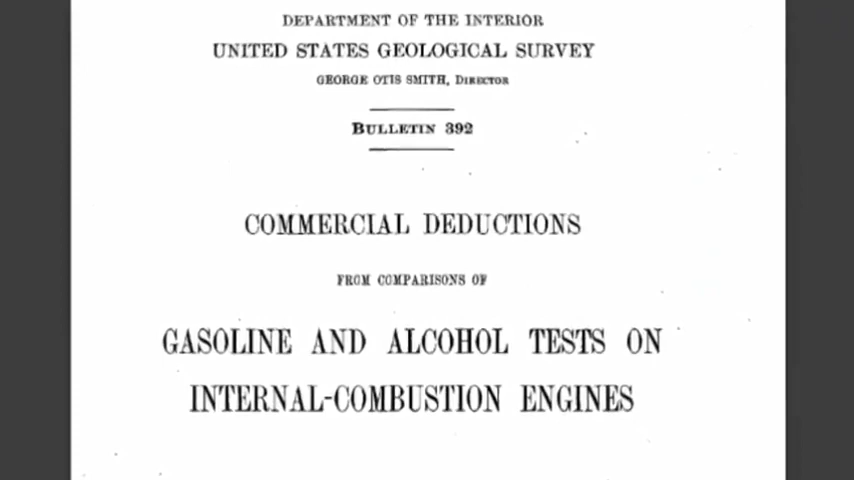 DEPARTMENT OF THE INTERIOR
UNITED STATES GEOLOGICAL SURVEY
GEORGE OTIS SMITH, DIRECTOR
BULLETIN 392
COMMERCIAL DEDUCTIONS
FROM COMPARISONS OF
GASOLINE AND ALCOHOL TESTS ON
INTERNAL-COMBUSTION ENGINES